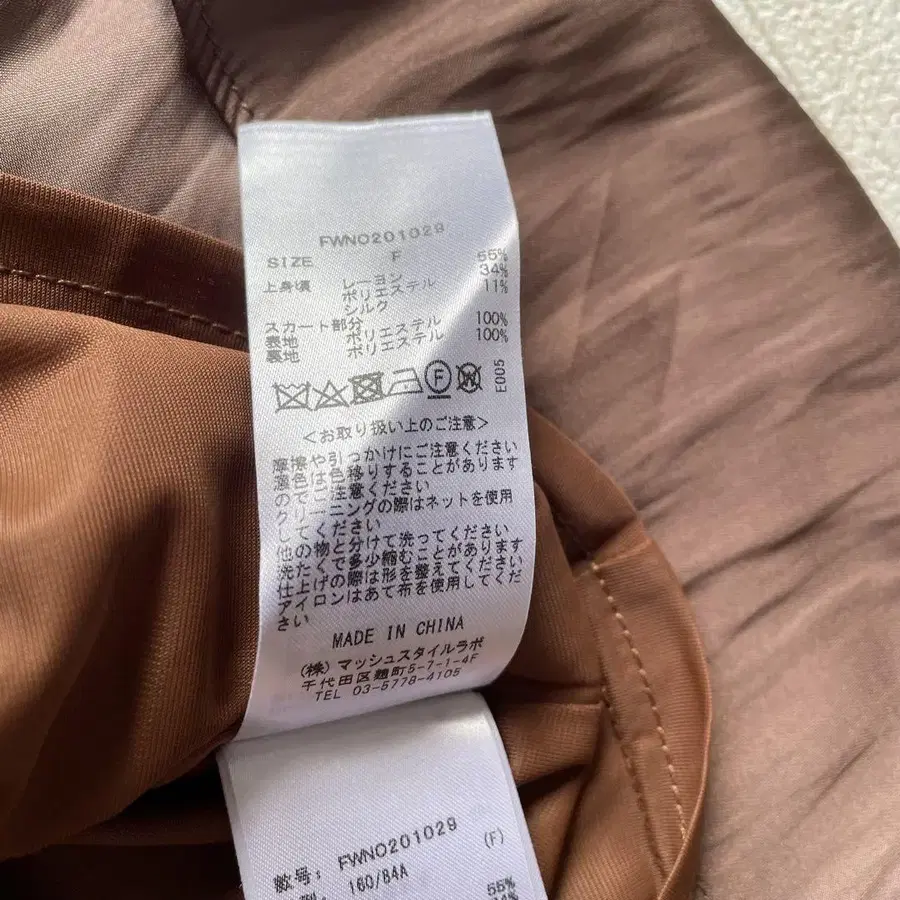 FWNO201029
SIZE F
上身頃 レーヨン 55%
ポリエステル 34%
シルク 11%
スカート部分
表地 ポリエステル 100%
裏地 ポリエステル 100%
F W E005
<お取り扱い上のご注意>
摩擦や引っかけにご注意ください
濃色は色移りすることがあります
のでご注意ください
クリーニングの際はネットを使用
してください
他の物と分けて洗ってください
洗たくで多少縮むことがあります
仕上げの際は形を整えてください
アイロンはあて布を使用してくだ
さい
MADE IN CHINA
(株)マッシュスタイルラボ
千代田区麹町5-7-1-4F
TEL 03-5778-4105
款号: FWNO201029 (F)
160/84A
55%